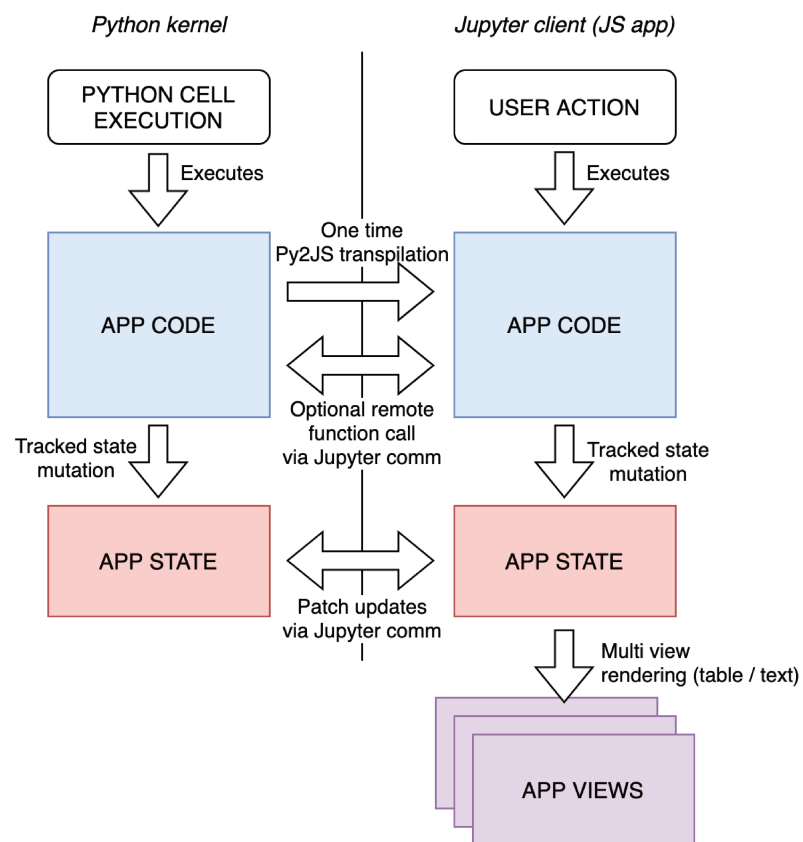 Python kernel
Jupyter client (JS app)
PYTHON CELL
EXECUTION
USER ACTION
Executes
Executes
One time
Py2JS transpilation
APP CODE
APP CODE
Optional remote
function call
via Jupyter comm
Tracked state
mutation
Tracked state
mutation
APP STATE
APP STATE
Patch updates
via Jupyter comm
Multi view
rendering (table / text)
APP VIEWS